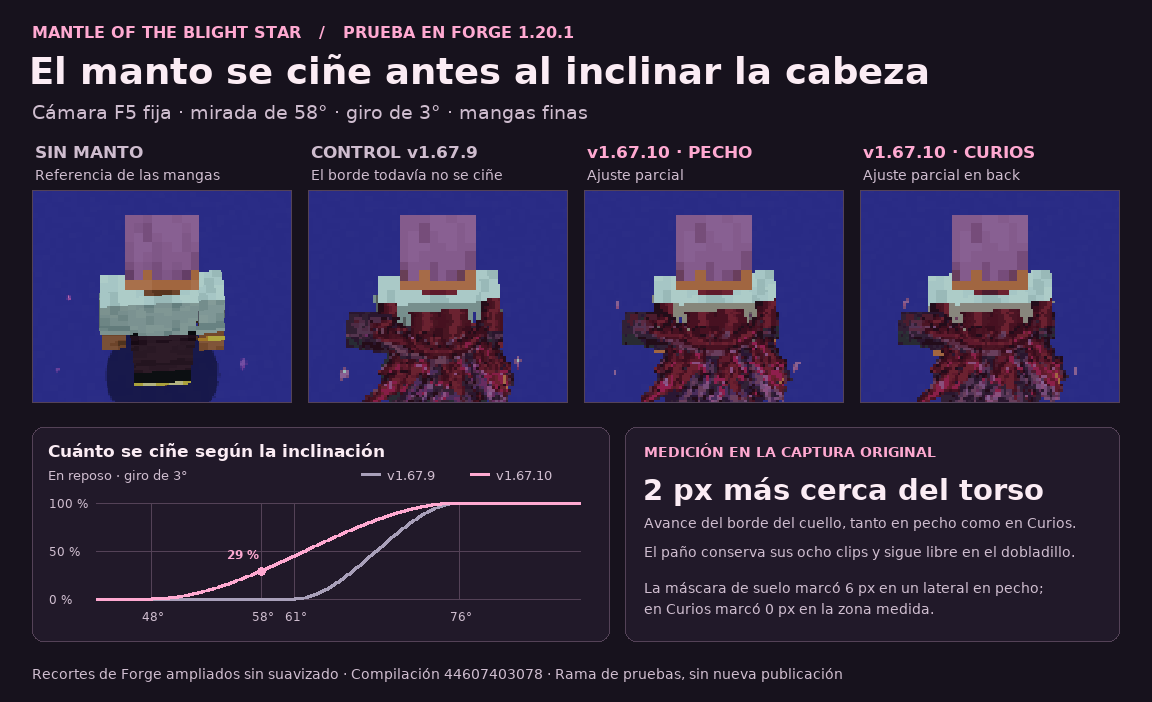 MANTLE OF THE BLIGHT STAR / PRUEBA EN FORGE 1.20.1
El manto se ciñe antes al inclinar la cabeza
Cámara F5 fija · mirada de 58° · giro de 3° · mangas finas
SIN MANTO
Referencia de las mangas
CONTROL v1.67.9
El borde todavía no se ciñe
v1.67.10 · PECHO
Ajuste parcial
v1.67.10 · CURIOS
Ajuste parcial en back
Cuánto se ciñe según la inclinación
En reposo · giro de 3°
v1.67.9
v1.67.10
100 %
50 %
0 %
29 %
48°
58°
61°
76°
MEDICIÓN EN LA CAPTURA ORIGINAL
2 px más cerca del torso
Avance del borde del cuello, tanto en pecho como en Curios.
El paño conserva sus ocho clips y sigue libre en el dobladillo.
La máscara de suelo marcó 6 px en un lateral en pecho;
en Curios marcó 0 px en la zona medida.
Recortes de Forge ampliados sin suavizado · Compilación 44607403078 · Rama de pruebas, sin nueva publicación